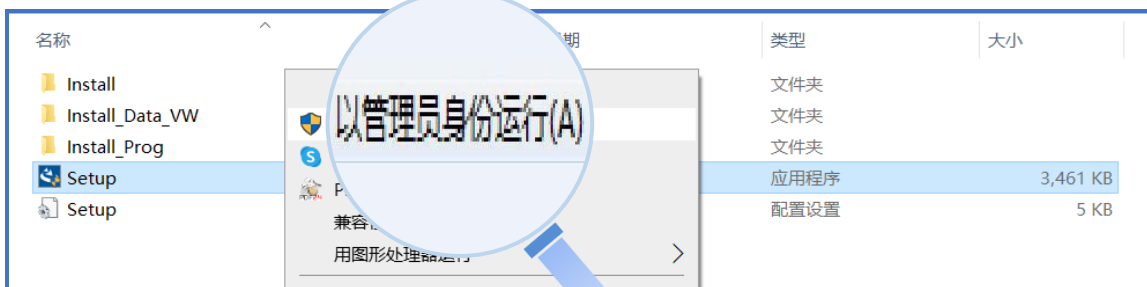 名称 期 类型 大小
Install 文件夹
Install_Data_VW 文件夹
Install_Prog 文件夹
Setup 应用程序 3,461 KB
Setup 配置设置 5 KB
以管理员身份运行(A)
兼容
用图形处理器运行